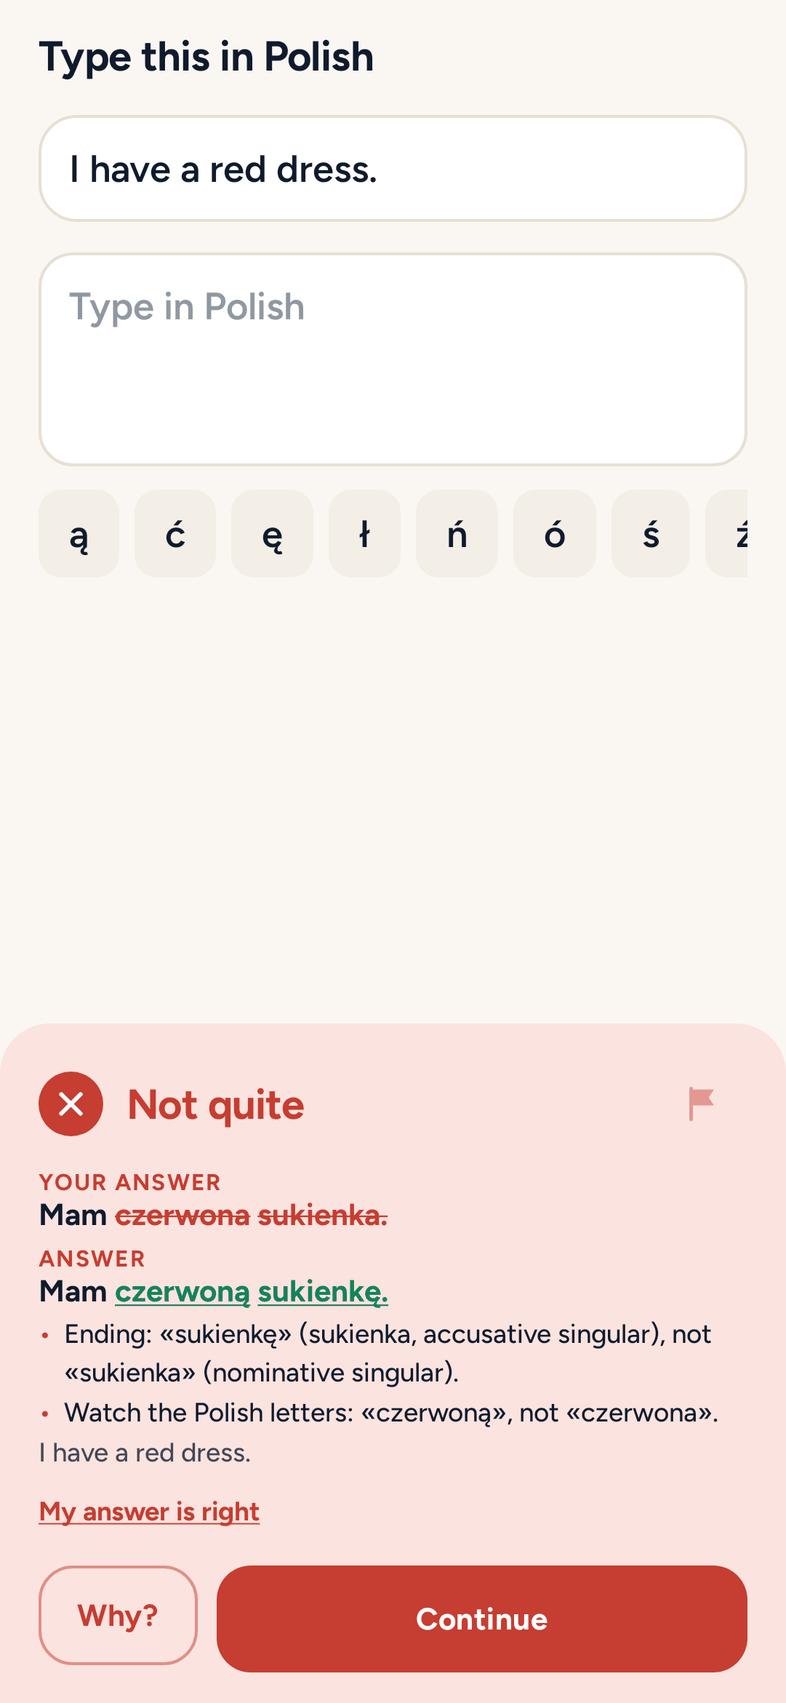 Type this in Polish
I have a red dress.
Type in Polish
ą ć ę ł ń ó ś ź
Not quite
YOUR ANSWER
Mam czerwona sukienka.
ANSWER
Mam czerwoną sukienkę.
• Ending: «sukienkę» (sukienka, accusative singular), not
«sukienka» (nominative singular).
• Watch the Polish letters: «czerwoną», not «czerwona».
I have a red dress.
My answer is right
Why?
Continue